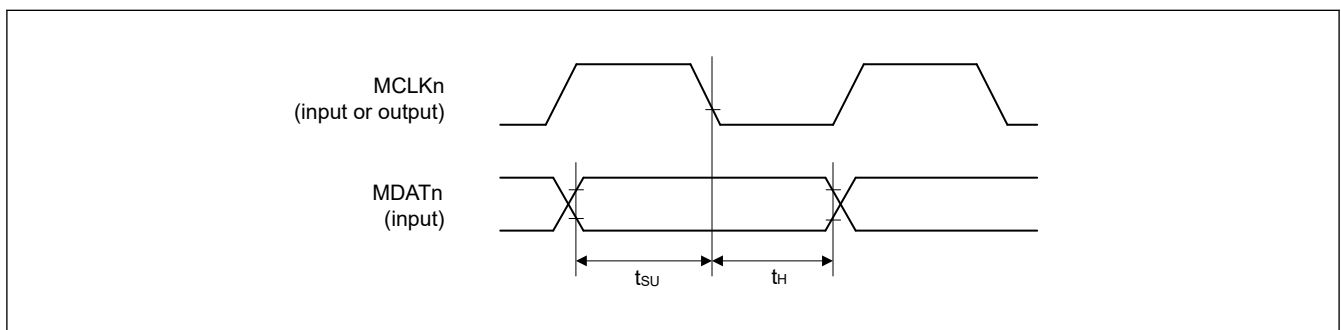 MCLKn
(input or output)
MDATn
(input)
tSU
tH